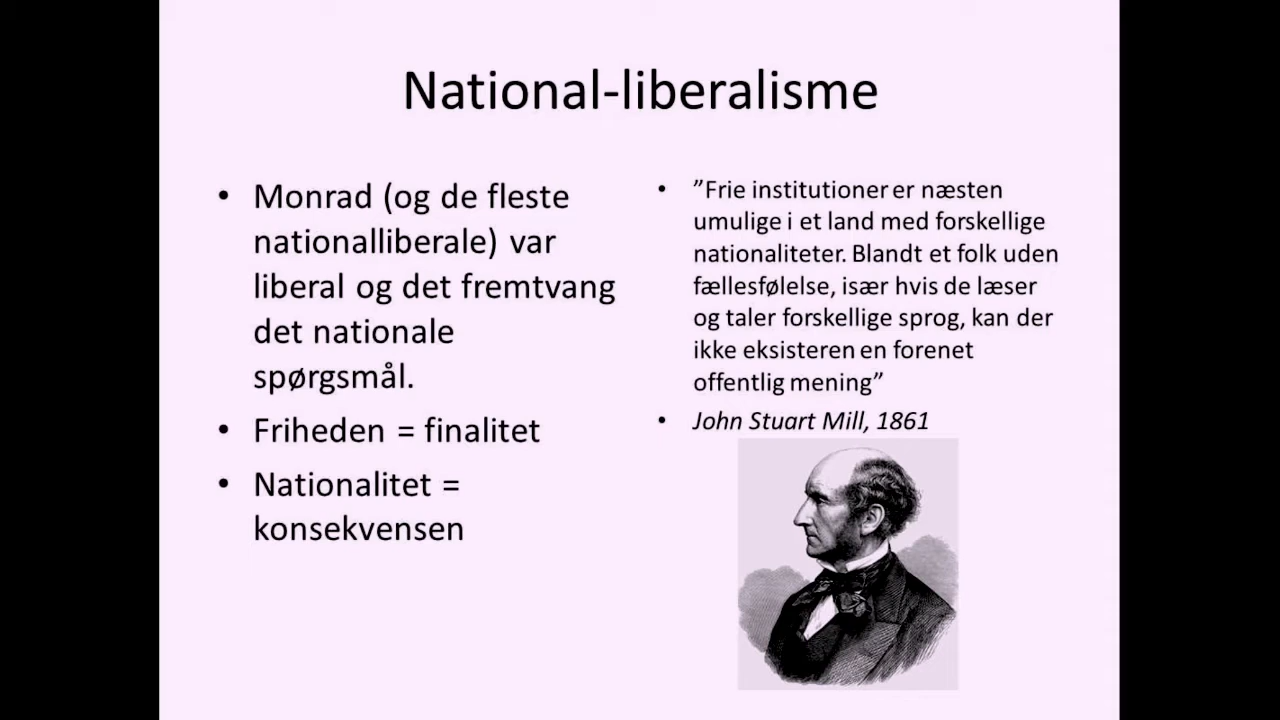 National-liberalisme
• Monrad (og de fleste
nationalliberale) var
liberal og det fremtvang
det nationale
spørgsmål.
• Friheden = finalitet
• Nationalitet =
konsekvensen
• ”Frie institutioner er næsten
umulige i et land med forskellige
nationaliteter. Blandt et folk uden
fællesfølelse, især hvis de læser
og taler forskellige sprog, kan der
ikke eksisteren en forenet
offentlig mening”
• John Stuart Mill, 1861